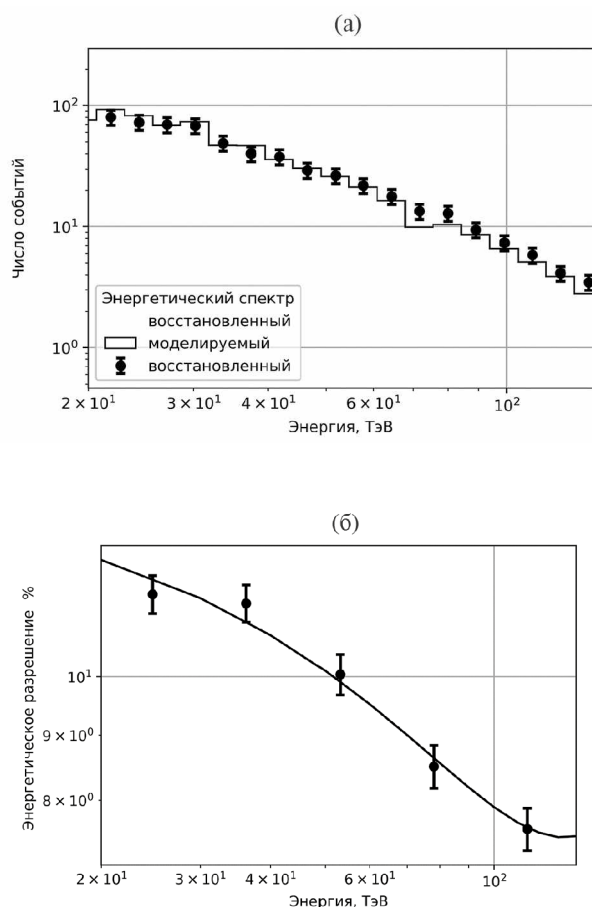 (а)
Число событий
10²
10¹
10⁰
Энергетический спектр
восстановленный
моделируемый
восстановленный
2 × 10¹ 3 × 10¹ 4 × 10¹ 6 × 10¹ 10²
Энергия, ТэВ
(б)
Энергетическое разрешение %
10¹
9 × 10⁰
8 × 10⁰
2 × 10¹ 3 × 10¹ 4 × 10¹ 6 × 10¹ 10²
Энергия, ТэВ